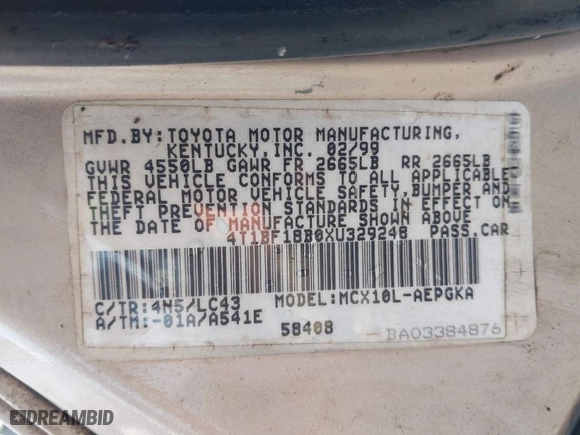 MFD.BY:TOYOTA MOTOR MANUFACTURING,
KENTUCKY, INC. 02/99
GVWR 4550LB GAWR FR 2665LB RR 2665LB
THIS VEHICLE CONFORMS TO ALL APPLICABLE
FEDERAL MOTOR VEHICLE SAFETY, BUMPER AND
THEFT PREVENTION STANDARDS IN EFFECT ON
THE DATE OF MANUFACTURE SHOWN ABOVE
4T1BF18B0XU329248 PASS.CAR
C/TR:4N5/LC43 MODEL:MCX10L-AEPGKA
A/TM:-01A/A541E 58408
BA03384876
DREAMBID